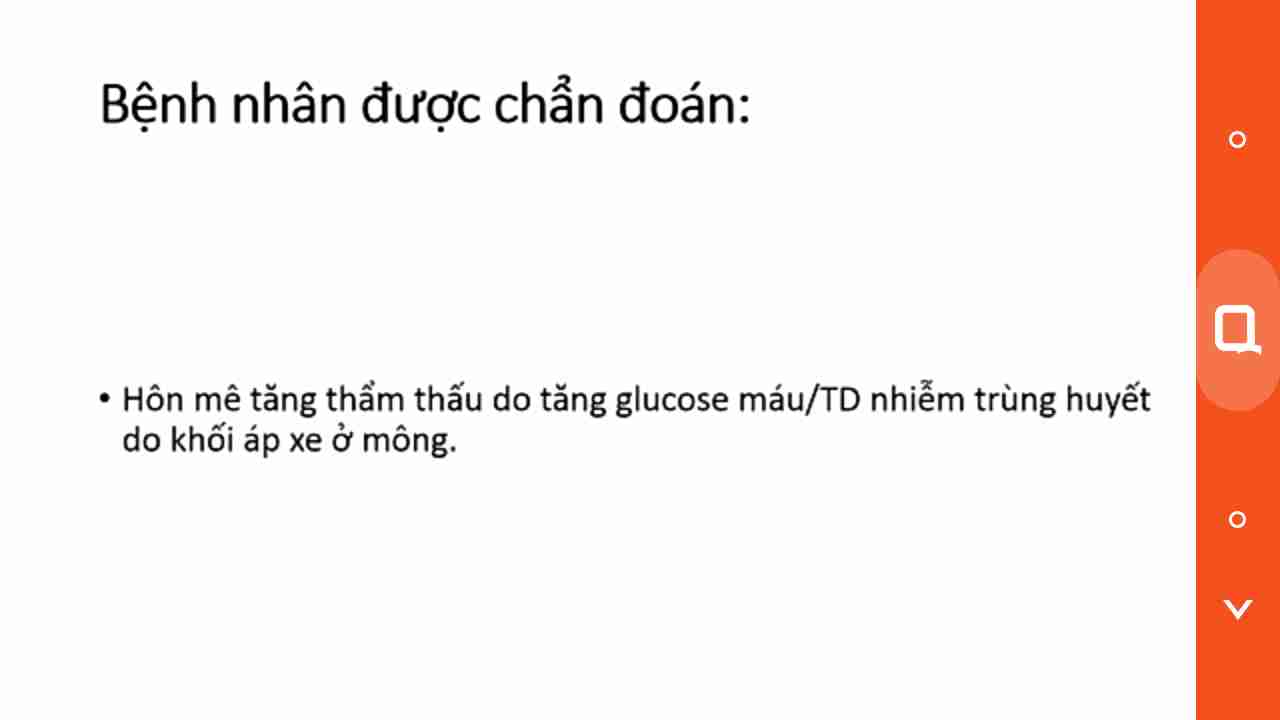 Bệnh nhân được chẩn đoán:
• Hôn mê tăng thẩm thấu do tăng glucose máu/TD nhiễm trùng huyết
do khối áp xe ở mông.